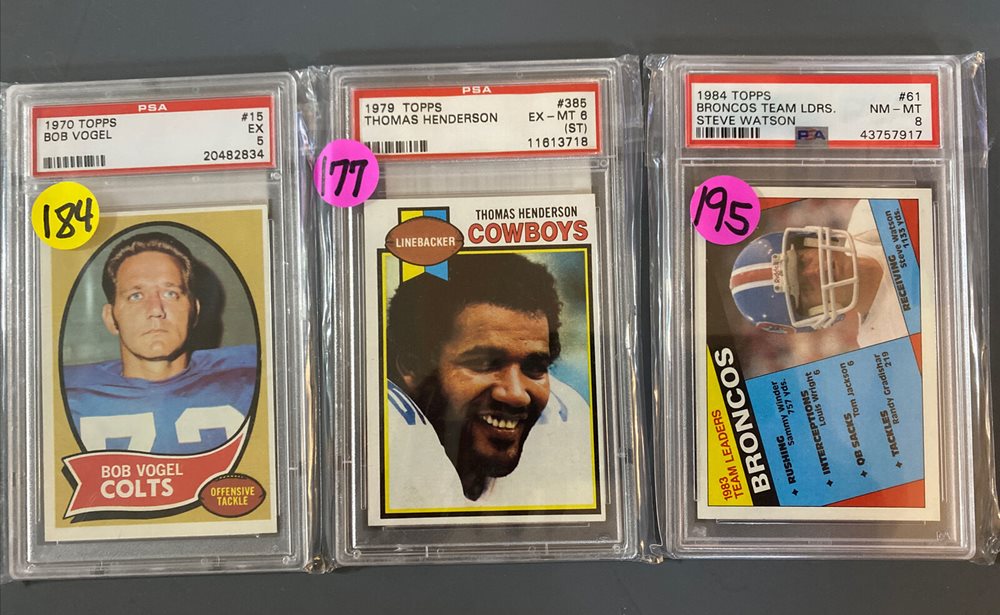 PSA
1970 TOPPS #15
BOB VOGEL EX
5
20482834
184
72
BOB VOGEL
COLTS
OFFENSIVE
TACKLE
PSA
1979 TOPPS #385
THOMAS HENDERSON EX-MT 6
(ST)
11613718
177
LINEBACKER
THOMAS HENDERSON
COWBOYS
1984 TOPPS #61
BRONCOS TEAM LDRS. NM-MT
STEVE WATSON 8
PSA 43757917
195
1983
TEAM LEADERS
BRONCOS
RUSHING
Sammy Winder
757 yds.
INTERCEPTIONS
Louis Wright
6
QB SACKS
Tom Jackson
6
TACKLES
Randy Gradishar
219
RECEIVING
Steve Watson
1133 yds.
Riddell